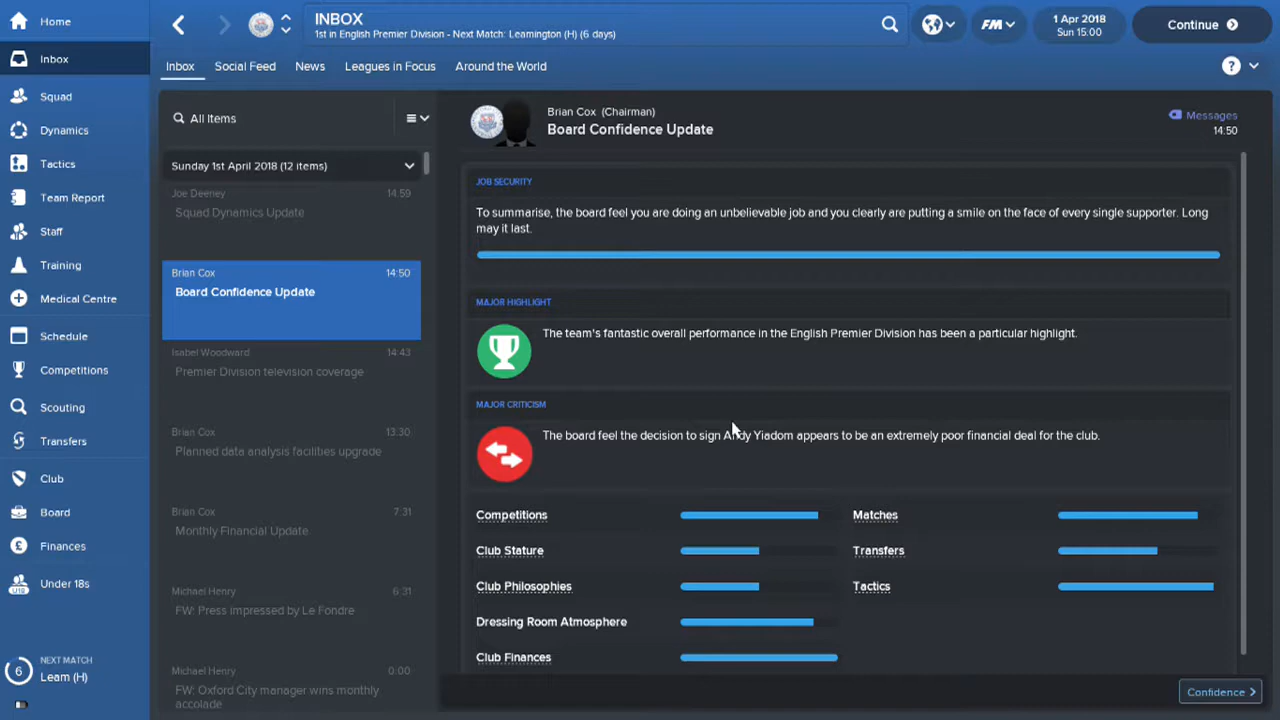 Home
Inbox
Squad
Dynamics
Tactics
Team Report
Staff
Training
Medical Centre
Schedule
Competitions
Scouting
Transfers
Club
Board
Finances
Under 18s
U18
6
NEXT MATCH
Leam (H)
INBOX
1st in English Premier Division - Next Match: Leamington (H) (6 days)
FM
1 Apr 2018
Sun 15:00
Continue
Inbox Social Feed News Leagues in Focus Around the World
?
All Items
Sunday 1st April 2018 (12 items)
Joe Deeney 14:59
Squad Dynamics Update
Brian Cox 14:50
Board Confidence Update
Isabel Woodward 14:43
Premier Division television coverage
Brian Cox 13:30
Planned data analysis facilities upgrade
Brian Cox 7:31
Monthly Financial Update
Michael Henry 6:31
FW: Press impressed by Le Fondre
Michael Henry 0:00
FW: Oxford City manager wins monthly
accolade
Brian Cox (Chairman)
Board Confidence Update
Messages
14:50
JOB SECURITY
To summarise, the board feel you are doing an unbelievable job and you clearly are putting a smile on the face of every single supporter. Long
may it last.
MAJOR HIGHLIGHT
The team's fantastic overall performance in the English Premier Division has been a particular highlight.
MAJOR CRITICISM
The board feel the decision to sign Andy Yiadom appears to be an extremely poor financial deal for the club.
Competitions Matches
Club Stature Transfers
Club Philosophies Tactics
Dressing Room Atmosphere
Club Finances
Confidence